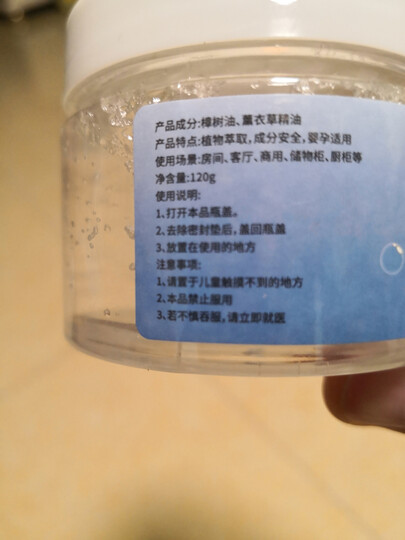 产品成分:樟树油、薰衣草精油
产品特点:植物萃取,成分安全,婴孕适用
使用场景:房间、客厅、商用、储物柜、厨柜等
净含量:120g
使用说明:
1、打开本品瓶盖。
2、去除密封垫后,盖回瓶盖
3、放置在使用的地方
注意事项:
1、请置于儿童触摸不到的地方
2、本品禁止服用
3、若不慎吞服,请立即就医